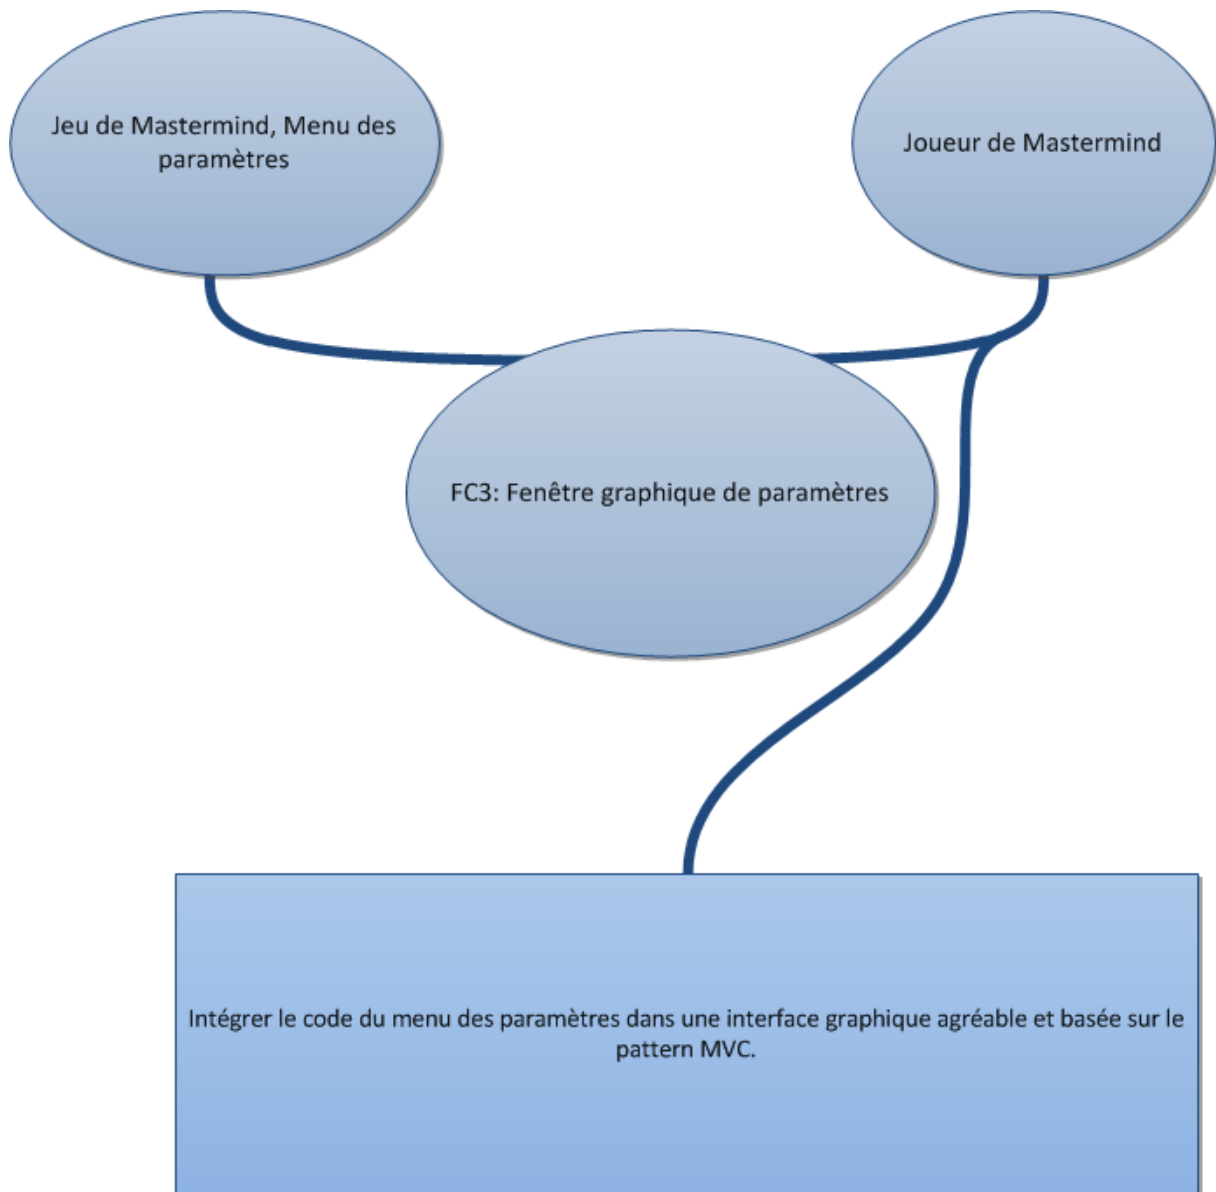 Jeu de Mastermind, Menu des
paramètres
Joueur de Mastermind
FC3: Fenêtre graphique de paramètres
Intégrer le code du menu des paramètres dans une interface graphique agréable et basée sur le
pattern MVC.